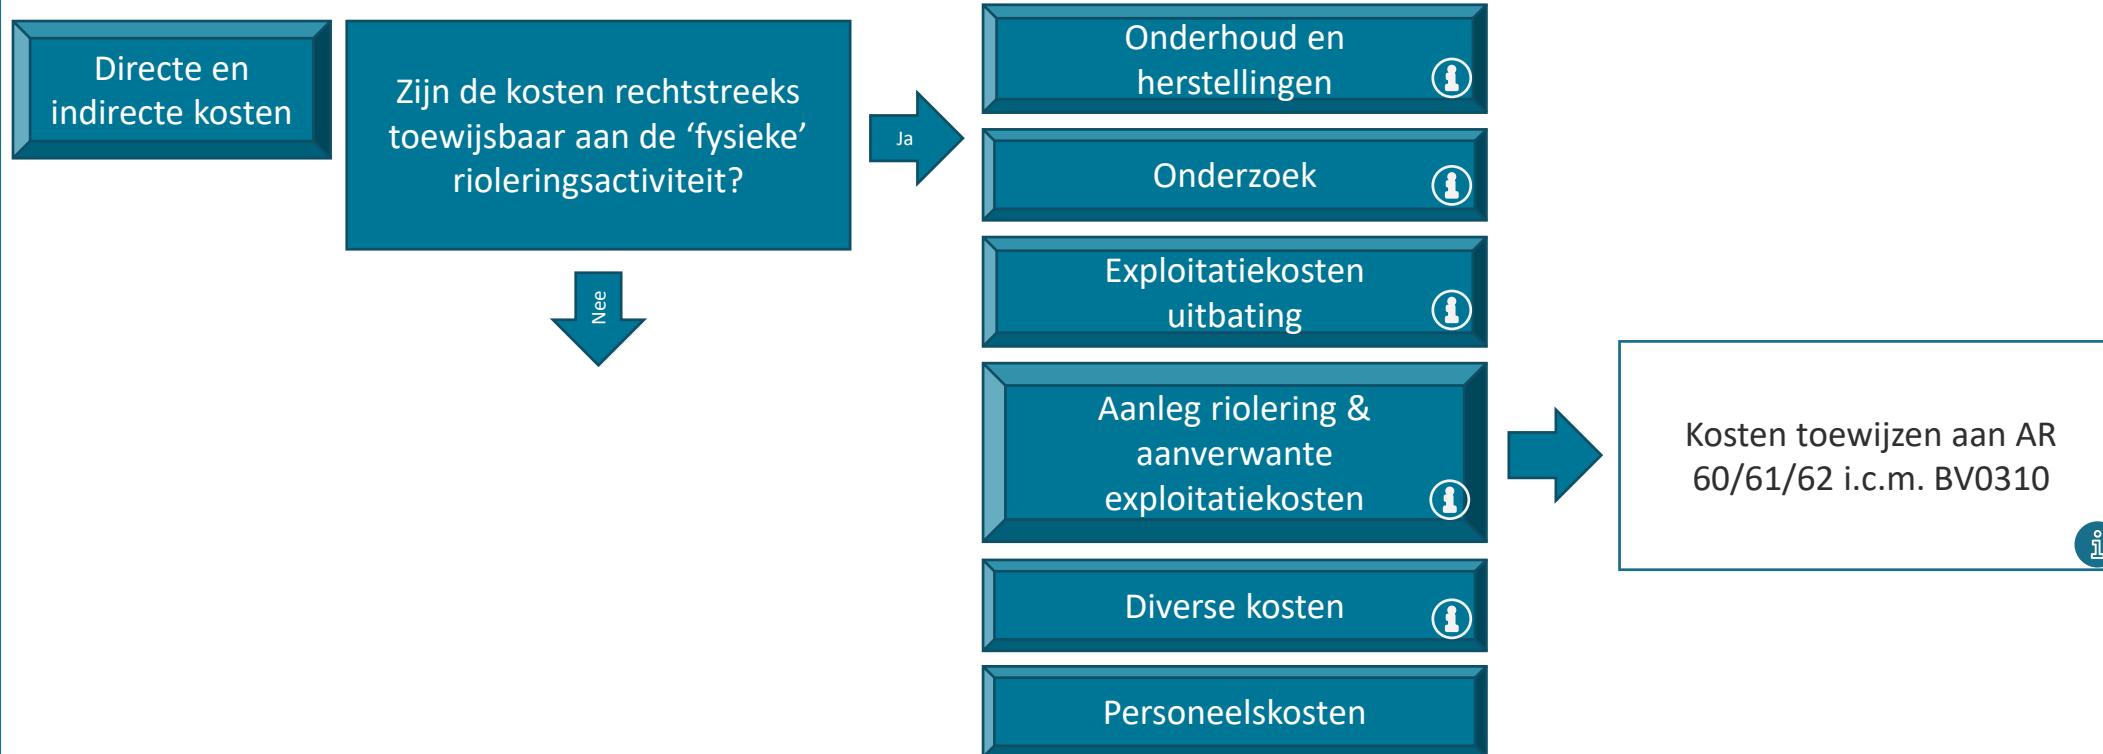 Directe en
indirecte kosten
Zijn de kosten rechtstreeks
toewijsbaar aan de ‘fysieke’
rioleringsactiviteit?
Ja
Nee
Onderhoud en
herstellingen
Onderzoek
Exploitatiekosten
uitbating
Aanleg riolering &
aanverwante
exploitatiekosten
Diverse kosten
Personeelskosten
Kosten toewijzen aan AR
60/61/62 i.c.m. BV0310